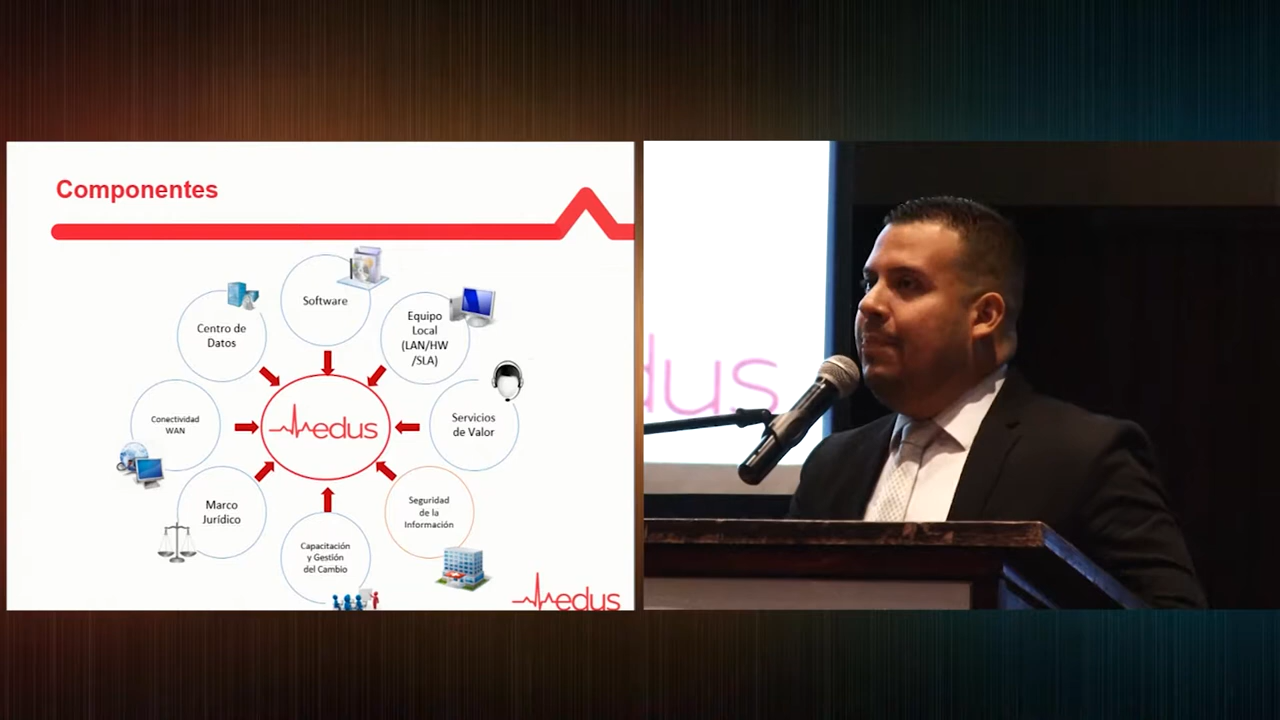 Componentes
Software
Equipo
Local
(LAN/HW
/SLA)
Servicios
de Valor
Seguridad
de la
Información
Capacitación
y Gestión
del Cambio
Marco
Jurídico
Conectividad
WAN
Centro de
Datos
edus
edus
dus